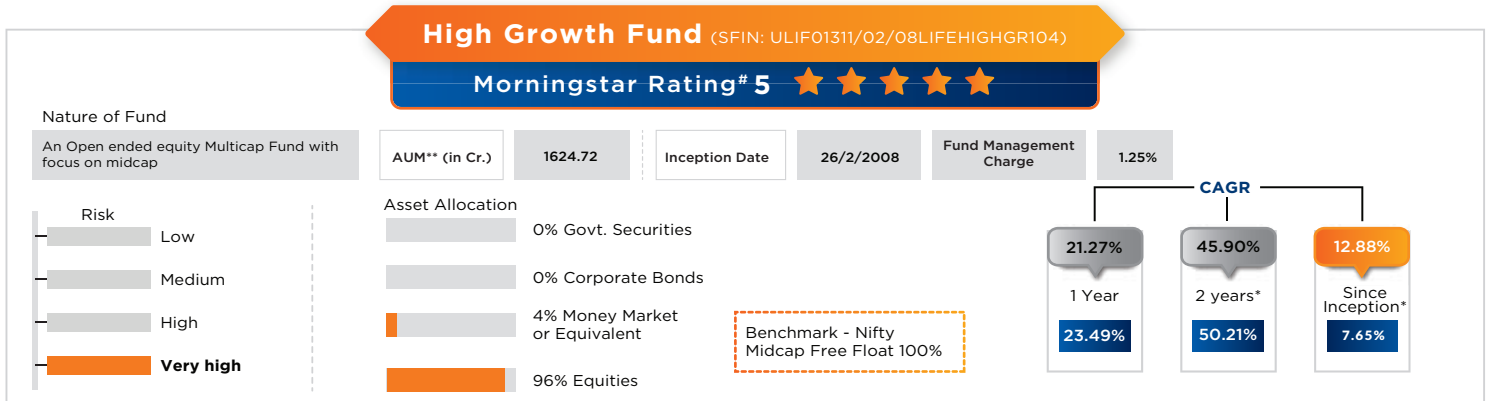 High Growth Fund (SFIN: ULIF01311/02/08LIFEHIGHGR104)
Morningstar Rating# 5
Nature of Fund
An Open ended equity Multicap Fund with
focus on midcap
AUM** (in Cr.)
1624.72
Inception Date
26/2/2008
Fund Management
Charge
1.25%
Risk
Low
Medium
High
Very high
Asset Allocation
0% Govt. Securities
0% Corporate Bonds
4% Money Market
or Equivalent
96% Equities
Benchmark - Nifty
Midcap Free Float 100%
CAGR
21.27%
45.90%
12.88%
1 Year
2 years*
Since
Inception*
23.49%
50.21%
7.65%